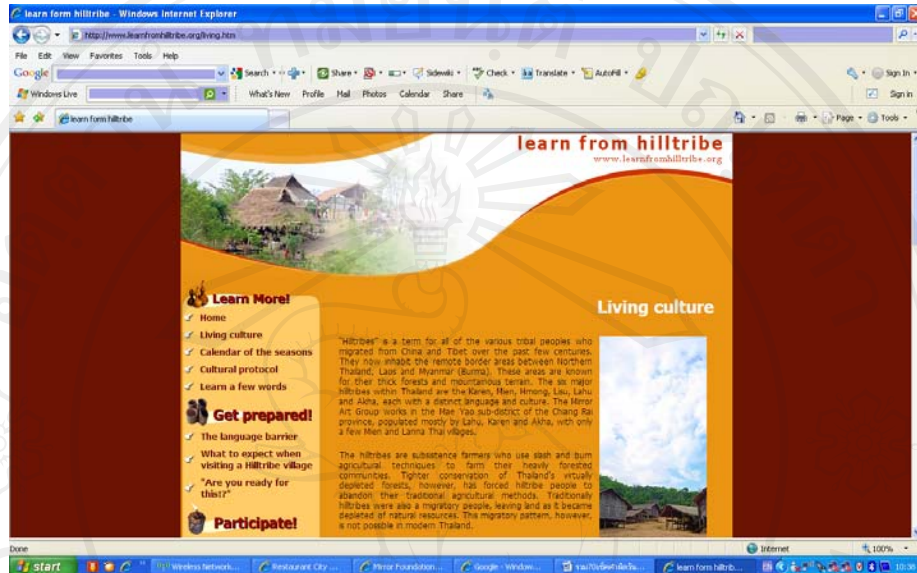 learn form hilltribe - Windows Internet Explorer
http://www.learnfromhilltribe.org/living.htm
File Edit View Favorites Tools Help
Google Search Share Sidewiki Check Translate AutoFill Sign In
Windows Live What's New Profile Mail Photos Calendar Share Sign in
learn form hilltribe Page Tools
learn from hilltribe
www.learnfromhilltribe.org
Learn More!
Home
Living culture
Calendar of the seasons
Cultural protocol
Learn a few words
Get prepared!
The language barrier
What to expect when
visiting a Hilltribe village
"Are you ready for
this!?"
Participate!
Living culture
"Hilltribes" is a term for all of the various tribal peoples who
migrated from China and Tibet over the past few centuries.
They now inhabit the remote border areas between Northern
Thailand, Laos and Myanmar (Burma). These areas are known
for their thick forests and mountainous terrain. The six major
hilltribes within Thailand are the Karen, Mien, Hmong, Lisu, Lahu
and Akha, each with a distinct language and culture. The Mirror
Art Group works in the Mae Yao sub-district of the Chang Rai
province, populated mostly by Lahu, Karen and Akha, with only
a few Mien and Lanna Thai villages.
The hilltribes are subsistence farmers who use slash and burn
agricultural techniques to farm their heavily forested
communities. Tighter conservation of Thailand's virtually
depleted forests, however, has forced hilltribe people to
abandon their traditional agricultural methods. Traditionally
hilltribes were also a migratory people, leaving land as it became
depleted of natural resources. This migratory pattern, however,
is not possible in modern Thailand.
Done Internet 100%
start Wireless Network... Restaurant City ... Mirror Foundation... Google - Window... learn form hilltrib... 10:36